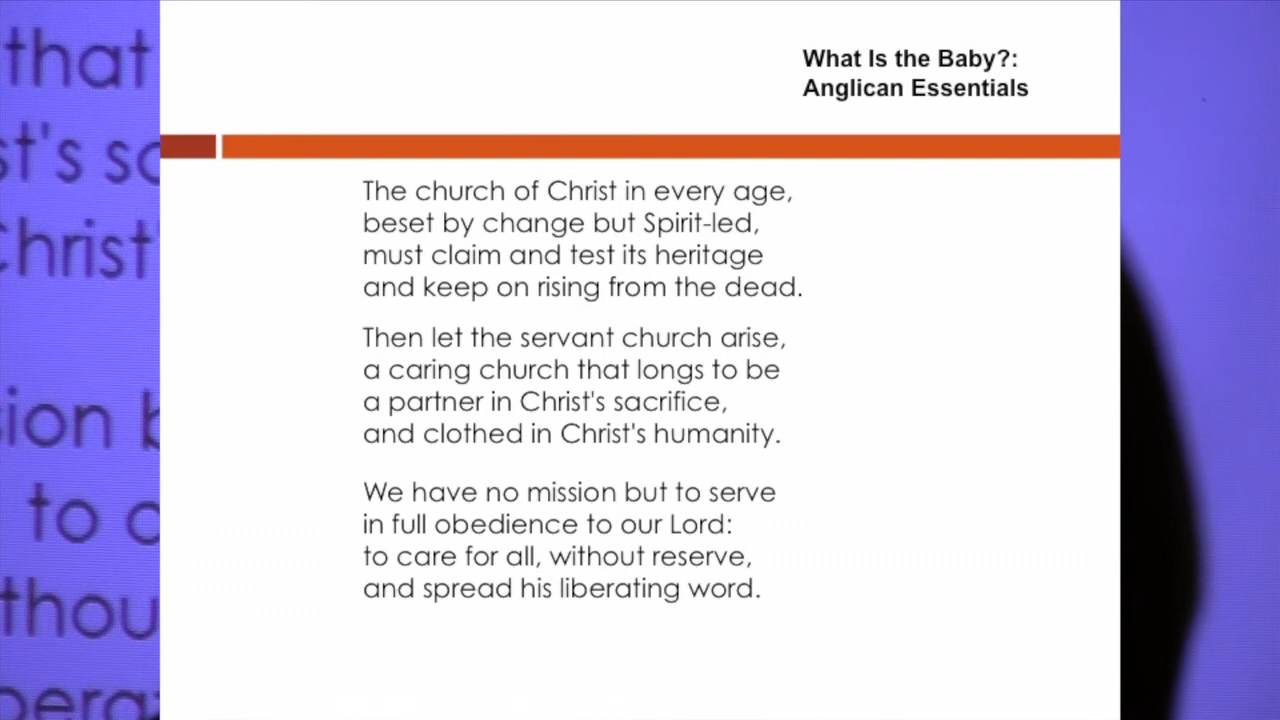 What Is the Baby?:
Anglican Essentials
The church of Christ in every age,
beset by change but Spirit-led,
must claim and test its heritage
and keep on rising from the dead.
Then let the servant church arise,
a caring church that longs to be
a partner in Christ's sacrifice,
and clothed in Christ's humanity.
We have no mission but to serve
in full obedience to our Lord:
to care for all, without reserve,
and spread his liberating word.
that
Christ'
to